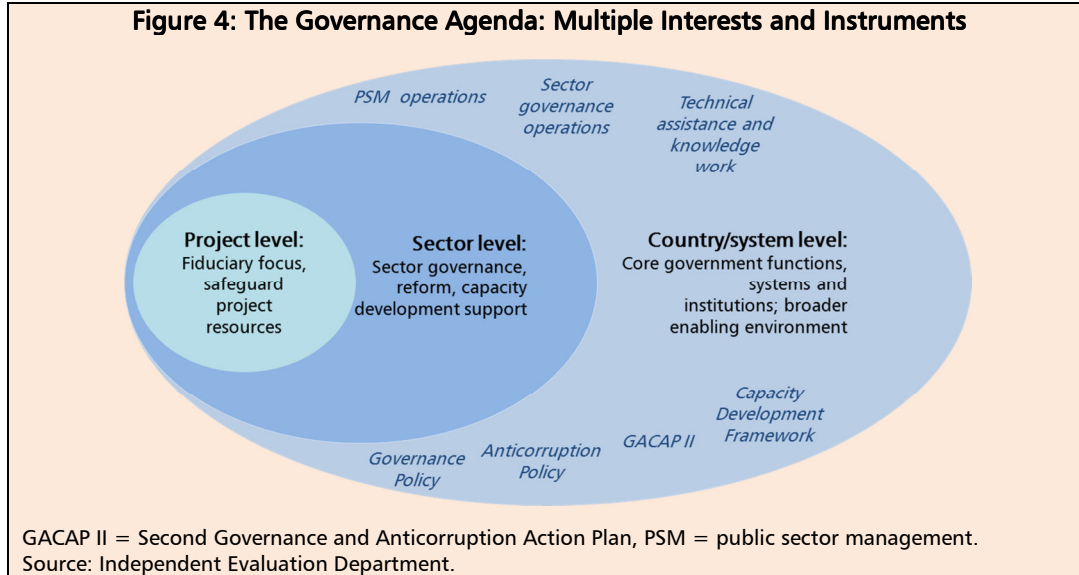 Figure 4: The Governance Agenda: Multiple Interests and Instruments
PSM operations
Sector
governance
operations
Technical
assistance and
knowledge
work
Project level:
Fiduciary focus,
safeguard
project
resources
Sector level:
Sector governance,
reform, capacity
development support
Country/system level:
Core government functions,
systems and
institutions; broader
enabling environment
Governance
Policy
Anticorruption
Policy
GACAP II
Capacity
Development
Framework
GACAP II = Second Governance and Anticorruption Action Plan, PSM = public sector management.
Source: Independent Evaluation Department.